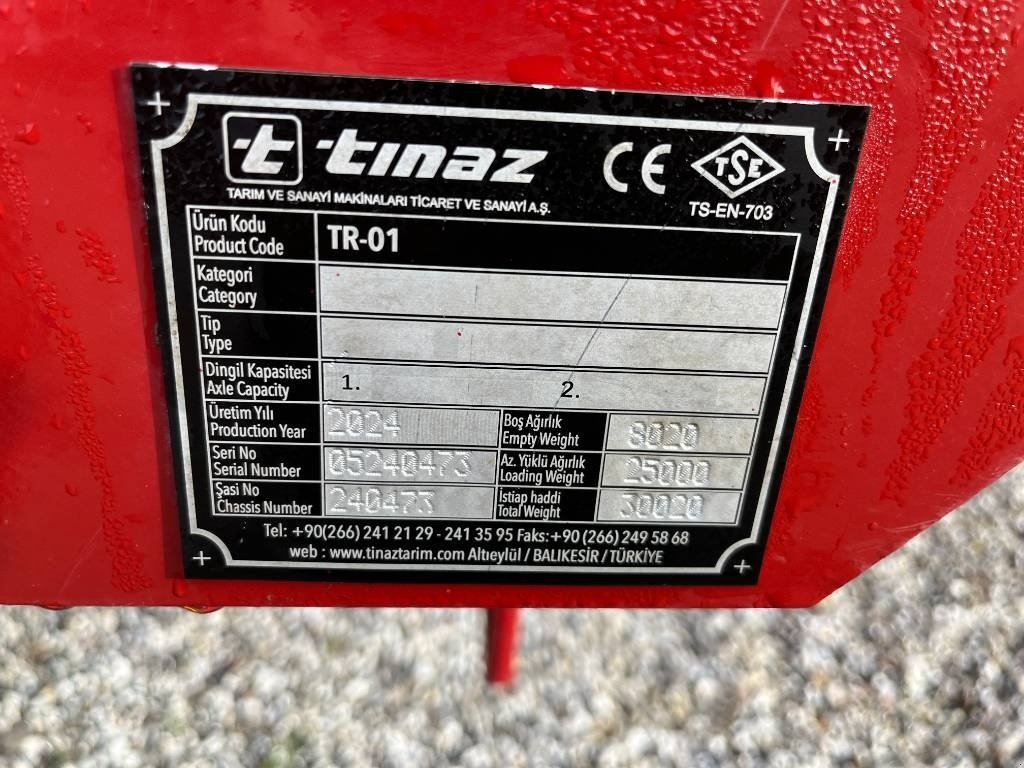 t tınaz CE TSE
TARIM VE SANAYİ MAKİNALARI TİCARET VE SANAYİ A.Ş. TS-EN-703
Ürün Kodu
Product Code TR-01
Kategori
Category
Tip
Type
Dingil Kapasitesi
Axle Capacity 1. 2.
Üretim Yılı
Production Year 2024
Boş Ağırlık
Empty Weight
Seri No
Serial Number 05240473
Az. Yüklü Ağırlık
Loading Weight 25000
Şasi No
Chassis Number 240473
İstiap haddi
Total Weight 30020
Tel: +90(266) 241 21 29 - 241 35 95 Faks:+90 (266) 249 58 68
web : www.tinaztarim.com Altıeylül / BALIKESİR / TÜRKİYE